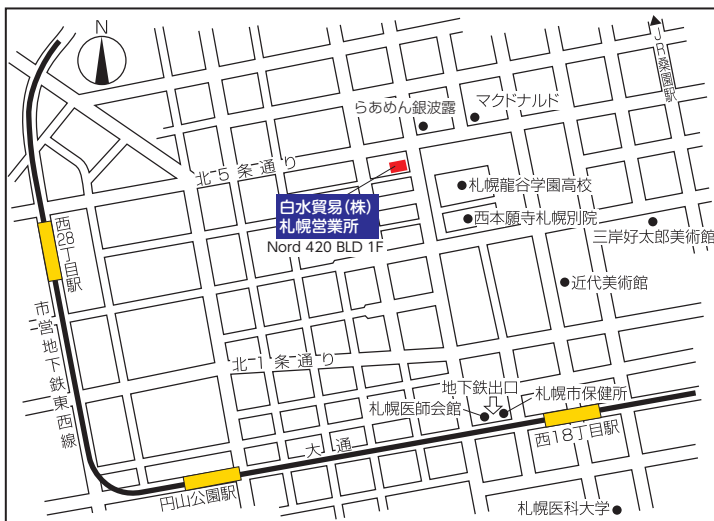 N
JR桑園駅
マクドナルド
らあめん銀波露
北5条通り
札幌龍谷学園高校
白水貿易(株)
札幌営業所
Nord 420 BLD 1F
西本願寺札幌別院
三岸好太郎美術館
西28丁目駅
近代美術館
市営地下鉄東西線
北1条通り
地下鉄出口
札幌市保健所
札幌医師会館
西18丁目駅
大通
円山公園駅
札幌医科大学